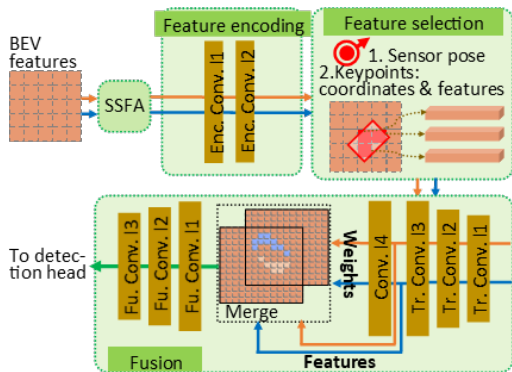 BEV
features
SSFA
Feature encoding
Enc. Conv. l1
Enc. Conv. l2
Feature selection
1. Sensor pose
2.Keypoints:
coordinates & features
To detec-
tion head
Fu. Conv. l3
Fu. Conv. l2
Fu. Conv. l1
Merge
Weights
Conv. l4
Tr. Conv. l3
Tr. Conv. l2
Tr. Conv. l1
Features
Fusion